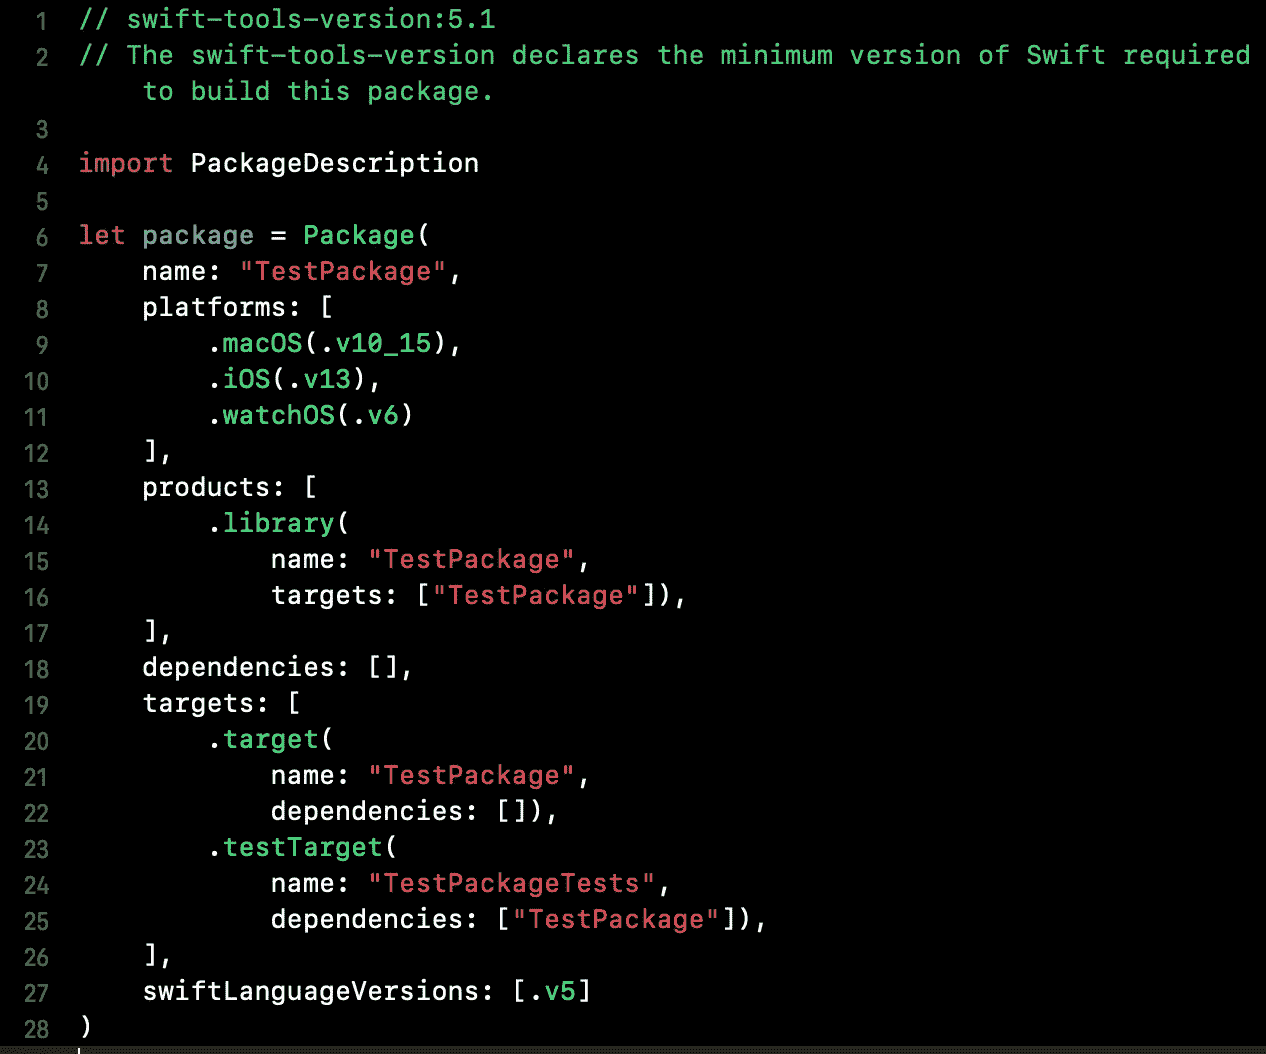 1 // swift-tools-version:5.1
2 // The swift-tools-version declares the minimum version of Swift required
to build this package.
3
4 import PackageDescription
5
6 let package = Package(
7     name: "TestPackage",
8     platforms: [
9         .macOS(.v10_15),
10         .iOS(.v13),
11         .watchOS(.v6)
12     ],
13     products: [
14         .library(
15             name: "TestPackage",
16             targets: ["TestPackage"]),
17     ],
18     dependencies: [],
19     targets: [
20         .target(
21             name: "TestPackage",
22             dependencies: []),
23         .testTarget(
24             name: "TestPackageTests",
25             dependencies: ["TestPackage"]),
26     ],
27     swiftLanguageVersions: [.v5]
28 )